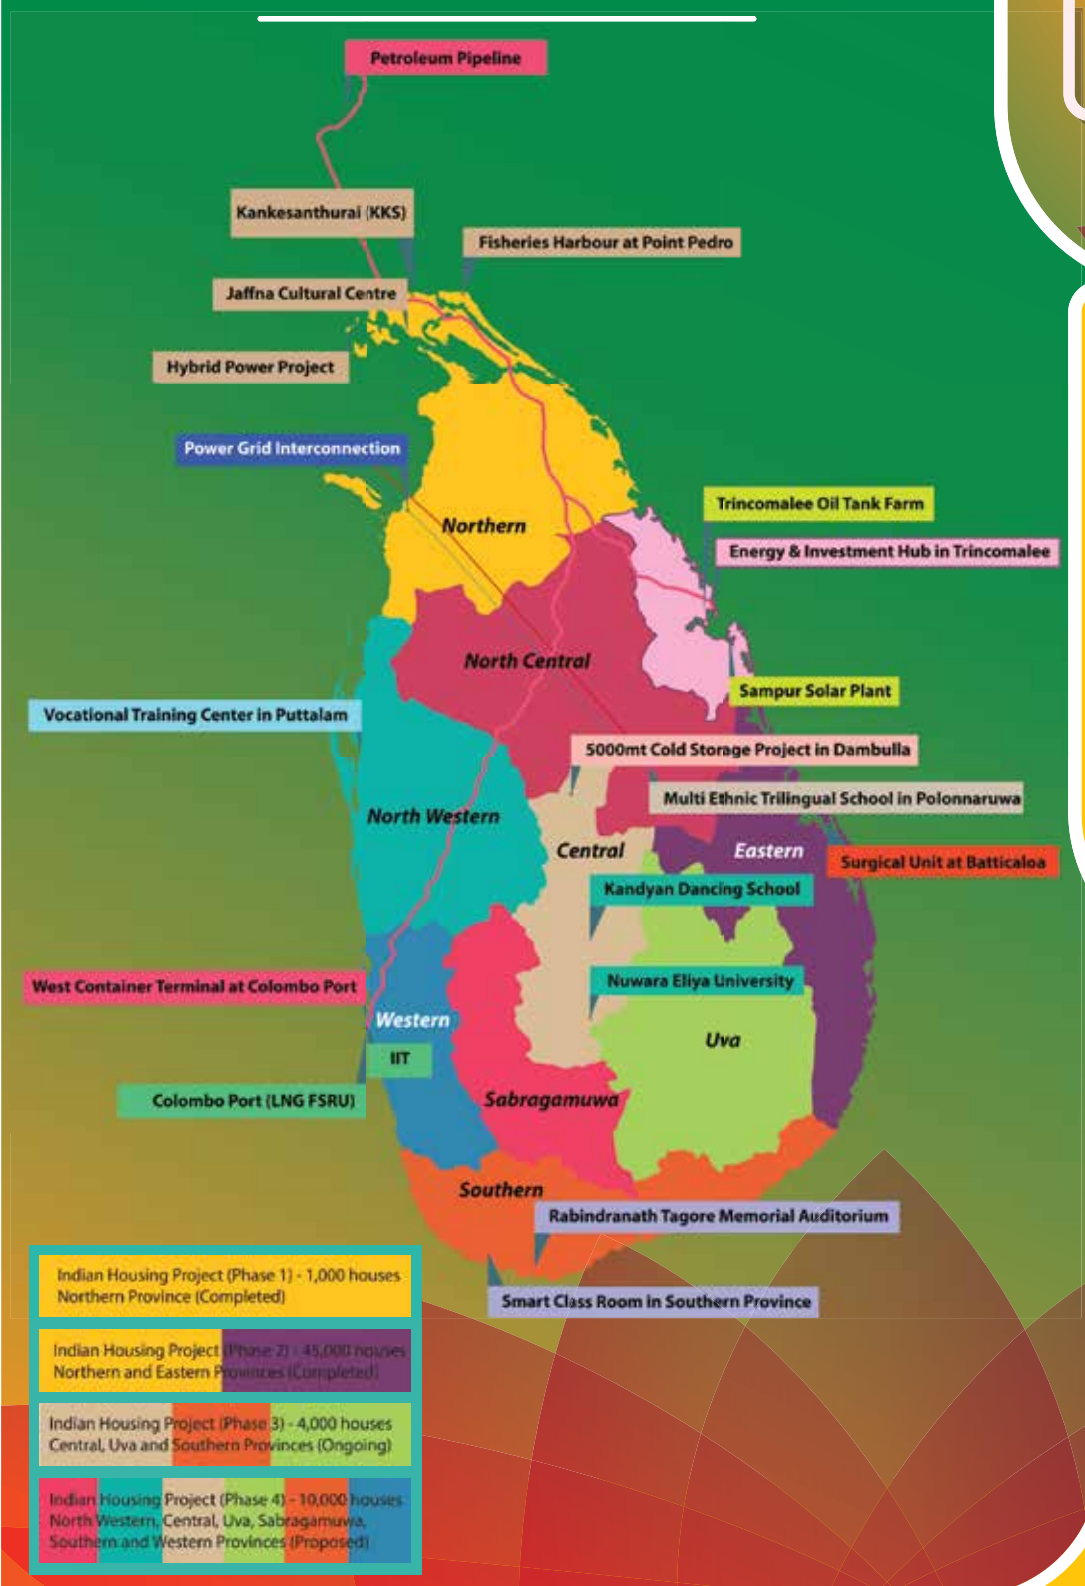 Petroleum Pipeline
Kankesanthurai (KKS)
Fisheries Harbour at Point Pedro
Jaffna Cultural Centre
Hybrid Power Project
Power Grid Interconnection
Trincomalee Oil Tank Farm
Northern
Energy & Investment Hub in Trincomalee
North Central
Sampur Solar Plant
Vocational Training Center in Puttalam
5000mt Cold Storage Project in Dambulla
Multi Ethnic Trilingual School in Polonnaruwa
North Western
Central
Eastern
Surgical Unit at Batticaloa
Kandyan Dancing School
Nuwara Eliya University
West Container Terminal at Colombo Port
Western
Uva
IIT
Colombo Port (LNG FSRU)
Sabragamuwa
Southern
Rabindranath Tagore Memorial Auditorium
Smart Class Room in Southern Province
Indian Housing Project (Phase 1) - 1,000 houses
Northern Province (Completed)
Indian Housing Project (Phase 2) - 45,000 houses
Northern and Eastern Provinces (Completed)
Indian Housing Project (Phase 3) - 4,000 houses
Central, Uva and Southern Provinces (Ongoing)
Indian Housing Project (Phase 4) - 10,000 houses
North Western, Central, Uva, Sabragamuwa,
Southern and Western Provinces (Proposed)